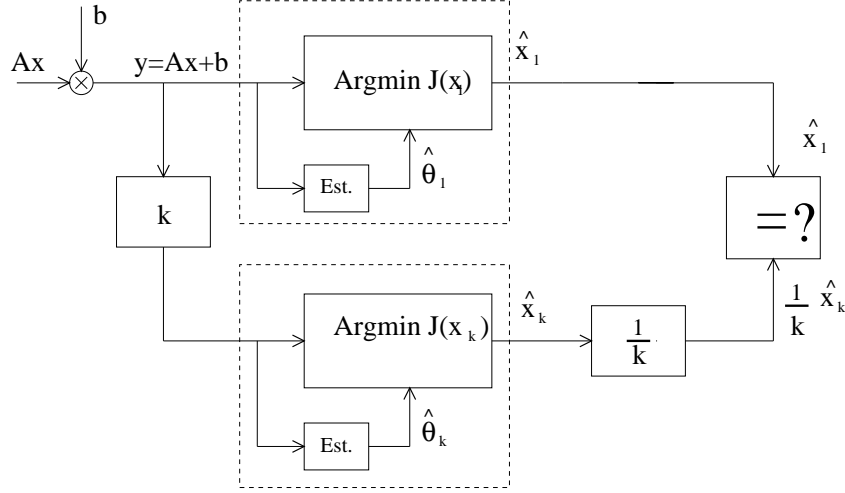 b
Ax
y=Ax+b
Argmin J(x₁)
x̂₁
Est.
θ̂₁
x̂₁
k
=?
Argmin J(xₖ)
x̂ₖ
1/k
1/k x̂ₖ
Est.
θ̂ₖ